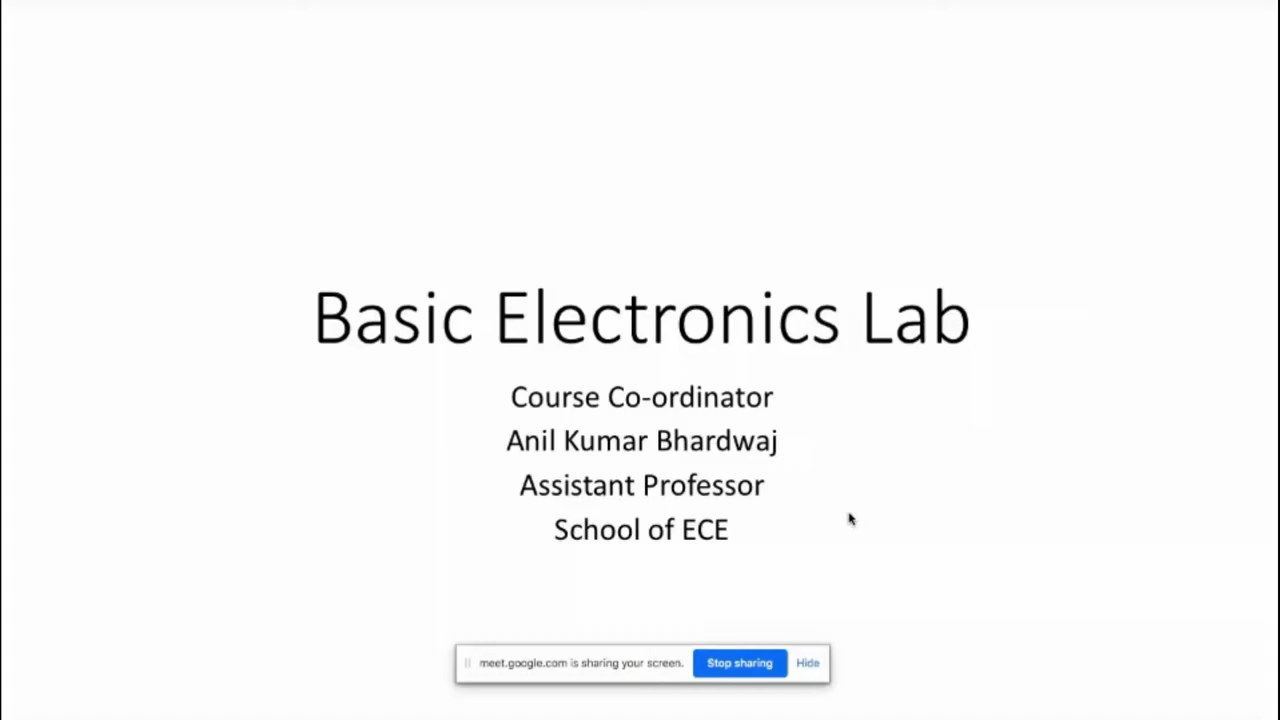 Basic Electronics Lab
Course Co-ordinator
Anil Kumar Bhardwaj
Assistant Professor
School of ECE
meet.google.com is sharing your screen. Stop sharing Hide